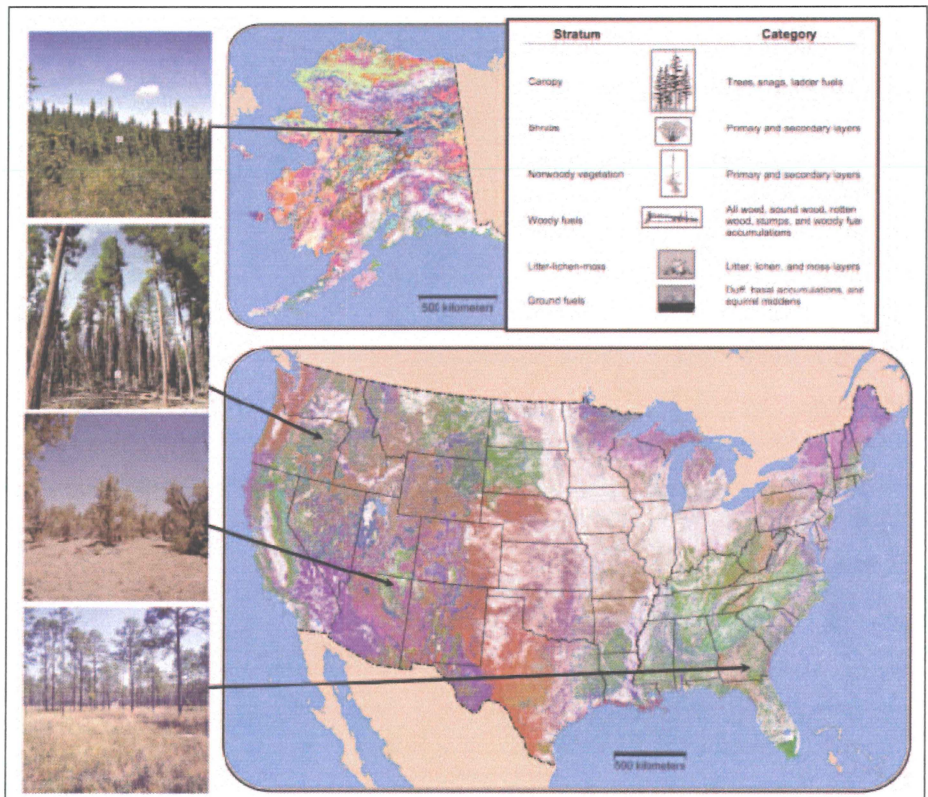 Stratum Category
Canopy Trees, snags, ladder fuels
Shrubs Primary and secondary layers
Nonwoody vegetation Primary and secondary layers
Woody fuels All wood, sound wood, rotten
wood, stumps, and woody fuel
accumulations
Litter-lichen-moss Litter, lichen, and moss layers
Ground fuels Duff, basal accumulations, and
squirrel middens
500 kilometers
500 kilometers